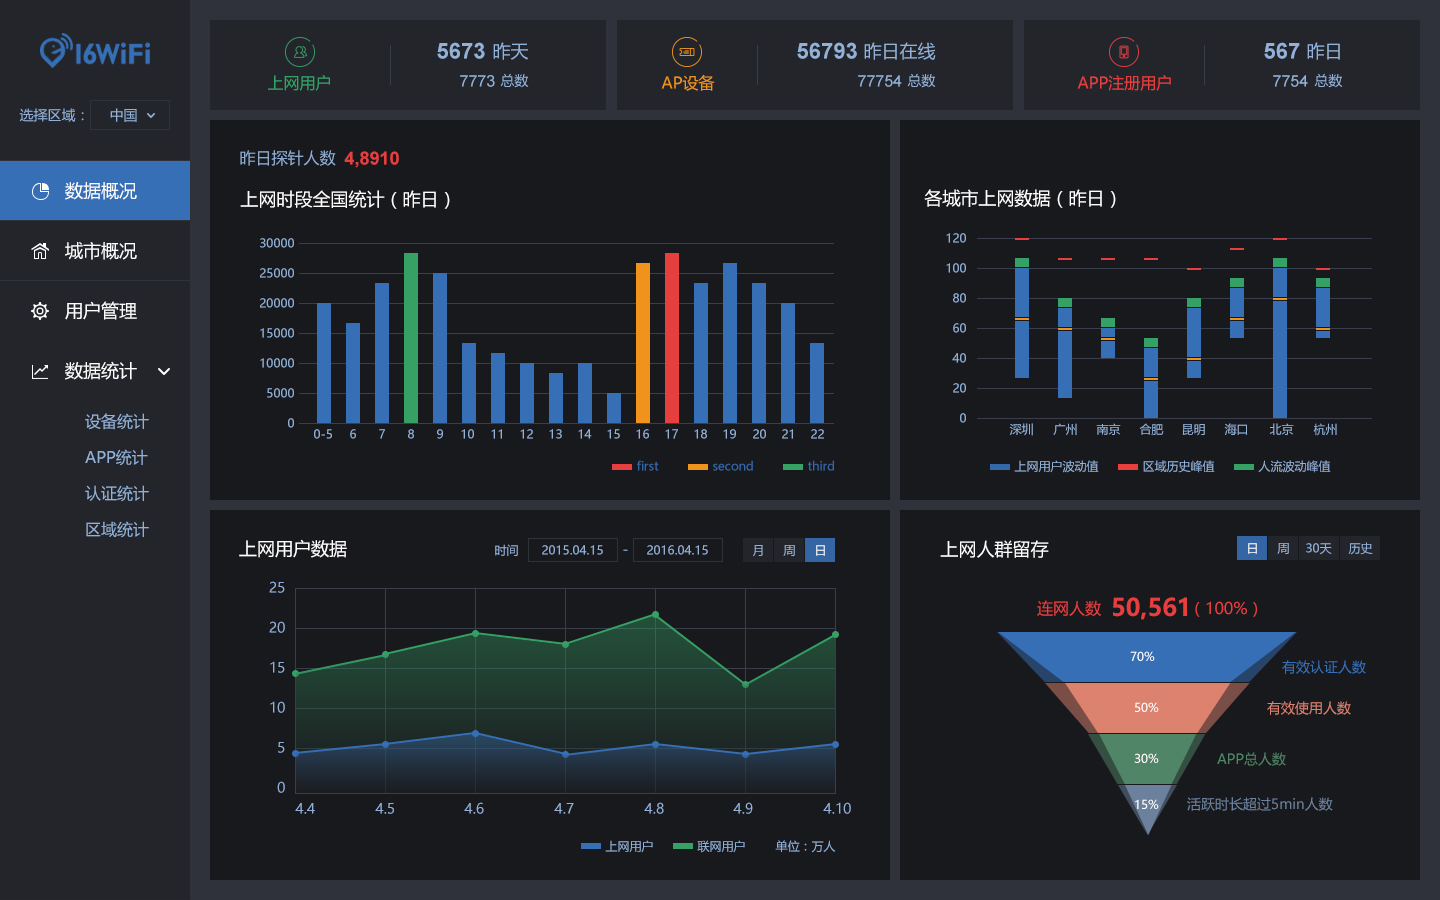 16WiFi
选择区域：
中国
数据概况
城市概况
用户管理
数据统计
设备统计
APP统计
认证统计
区域统计
上网用户
5673 昨天
7773 总数
AP设备
56793 昨日在线
77754 总数
APP注册用户
567 昨日
7754 总数
昨日探针人数 4,8910
上网时段全国统计（昨日）
30000
25000
20000
15000
10000
5000
0
0-5 6 7 8 9 10 11 12 13 14 15 16 17 18 19 20 21 22
first second third
各城市上网数据（昨日）
120
100
80
60
40
20
0
深圳 广州 南京 合肥 昆明 海口 北京 杭州
上网用户波动值 区域历史峰值 人流波动峰值
上网用户数据
时间 2015.04.15 - 2016.04.15
月 周 日
25
20
15
10
5
0
4.4 4.5 4.6 4.7 4.8 4.9 4.10
上网用户 联网用户 单位：万人
上网人群留存
日 周 30天 历史
连网人数 50,561（100%）
70%
有效认证人数
50%
有效使用人数
30%
APP总人数
15%
活跃时长超过5min人数